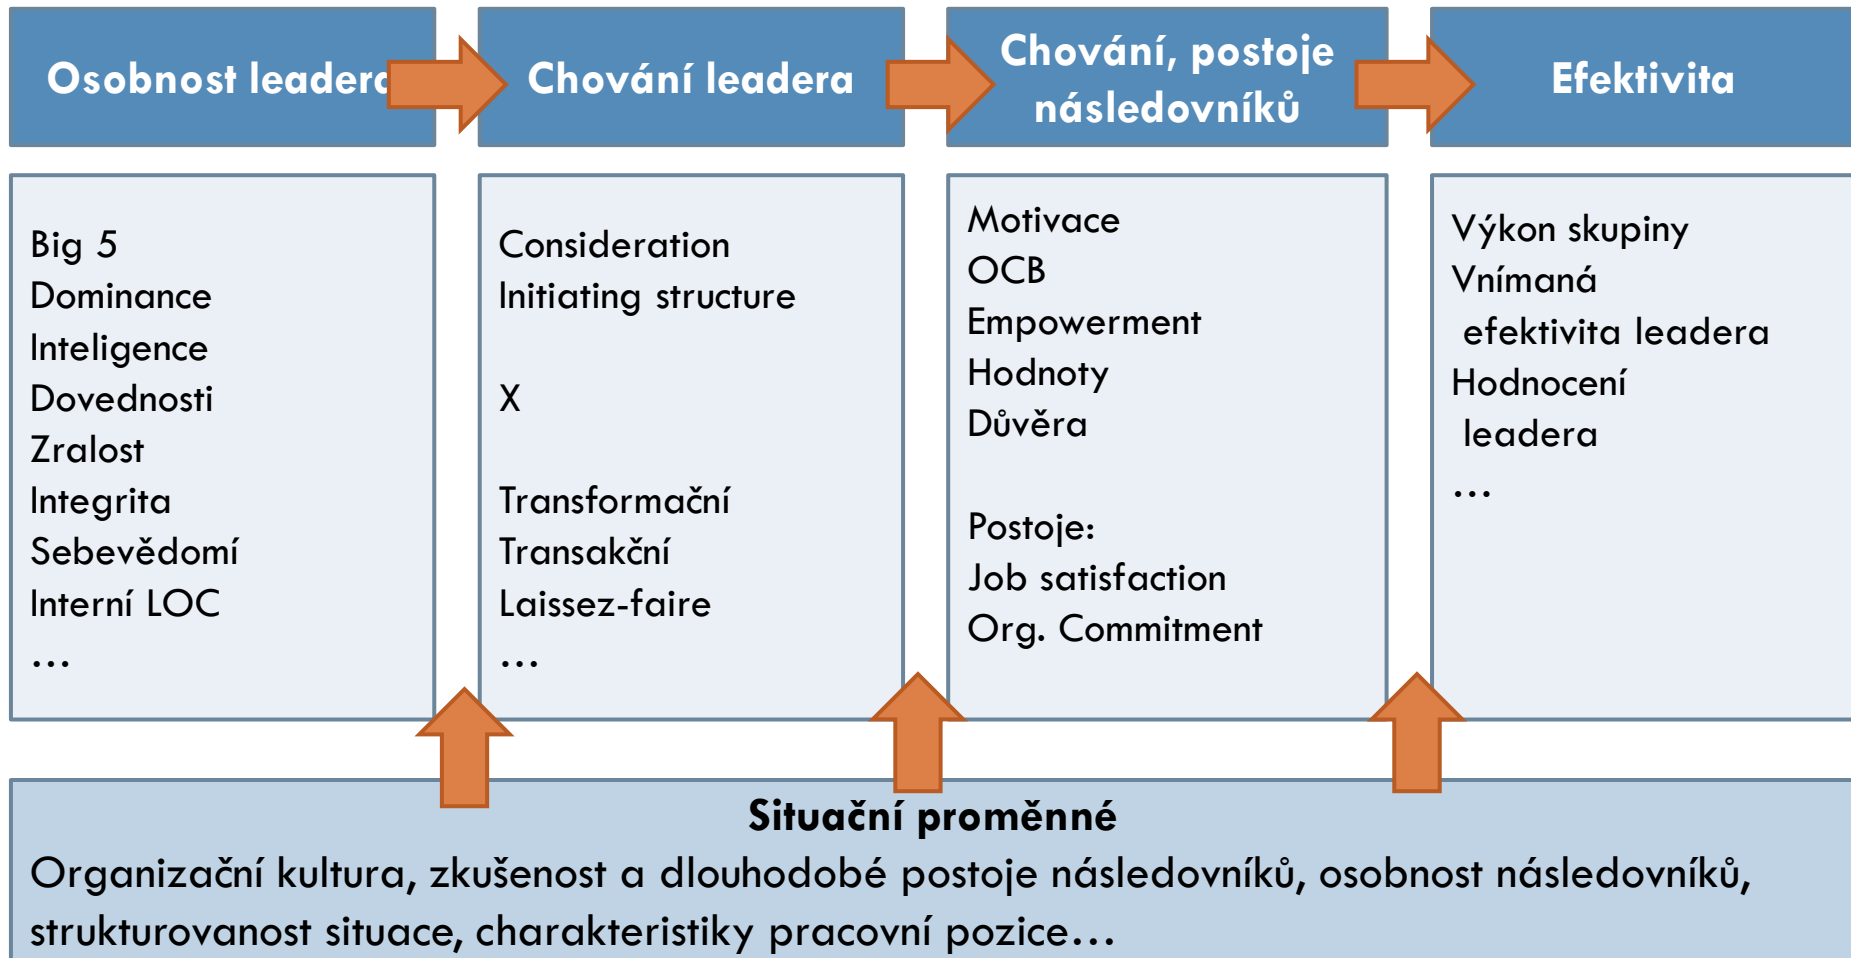 Osobnost leadera
Chování leadera
Chování, postoje
následovníků
Efektivita
Big 5
Dominance
Inteligence
Dovednosti
Zralost
Integrita
Sebevědomí
Interní LOC
…
Consideration
Initiating structure
X
Transformační
Transakční
Laissez-faire
…
Motivace
OCB
Empowerment
Hodnoty
Důvěra
Postoje:
Job satisfaction
Org. Commitment
Výkon skupiny
Vnímaná
efektivita leadera
Hodnocení
leadera
…
Situační proměnné
Organizační kultura, zkušenost a dlouhodobé postoje následovníků, osobnost následovníků,
strukturovanost situace, charakteristiky pracovní pozice…